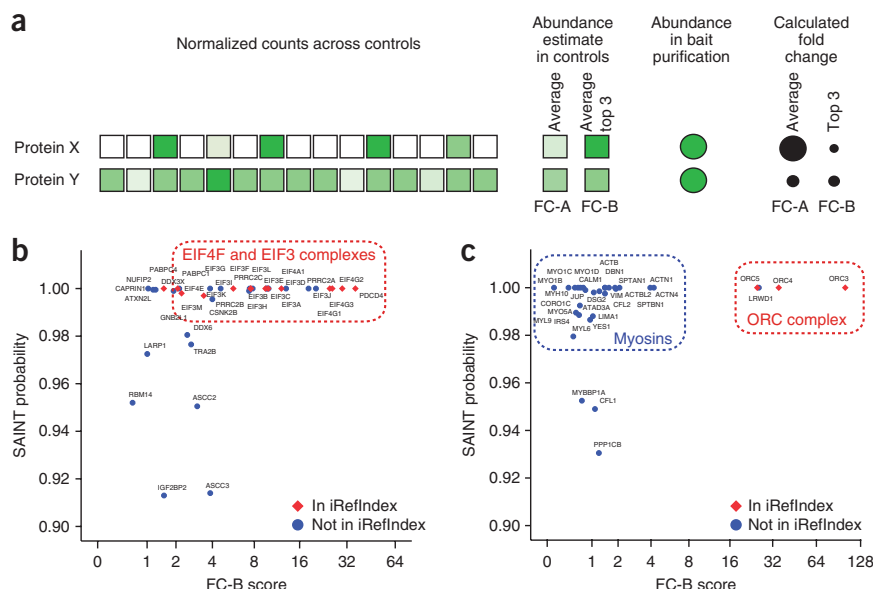 a
Normalized counts across controls
Abundance
estimate
in controls
Abundance
in bait
purification
Calculated
fold
change
Average
Average
top 3
Average
Top 3
Protein X
Protein Y
FC-A
FC-B
FC-A
FC-B
b
EIF4F and EIF3 complexes
PABPC4
NUFIP2
CAPRIN1
ATXN2L
DDX3X
PABPC1
EIF4E
EIF3G
EIF3F
EIF3L
EIF4A1
EIF3I
PRRC2C
EIF3E
EIF3D
PRRC2A
EIF4G2
EIF3K
EIF3B
EIF3C
EIF3J
PDCD4
EIF3M
PRRC2B
EIF3H
EIF3A
EIF4G3
GNB2L1
CSNK2B
EIF4G1
DDX6
LARP1
TRA2B
RBM14
ASCC2
IGF2BP2
ASCC3
SAINT probability
1.00
0.98
0.96
0.94
0.92
0.90
In iRefIndex
Not in iRefIndex
0 1 2 4 8 16 32 64
FC-B score
c
ACTB
MYO1C
MYO1D
DBN1
MYO1B
CALM1
SPTAN1
ACTN1
MYH10
JUP
DSG2
VIM
ACTBL2
ACTN4
CORO1C
ATAD3A
CFL2
SPTBN1
MYO5A
LIMA1
MYL9
IRS4
MYL6
YES1
Myosins
ORC5
ORC4
ORC3
LRWD1
ORC complex
MYBBP1A
CFL1
PPP1CB
SAINT probability
1.00
0.98
0.96
0.94
0.92
0.90
In iRefIndex
Not in iRefIndex
0 1 2 4 8 16 32 64 128
FC-B score